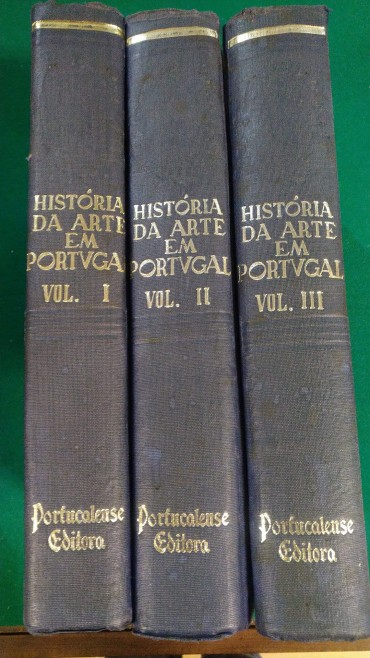 HISTÓRIA
DA ARTE
EM
PORTVGAL
VOL. I
Portucalense
Editora
HISTÓRIA
DA ARTE
EM
PORTVGAL
VOL. II
Portucalense
Editora
HISTÓRIA
DA ARTE
EM
PORTVGAL
VOL. III
Portucalense
Editora